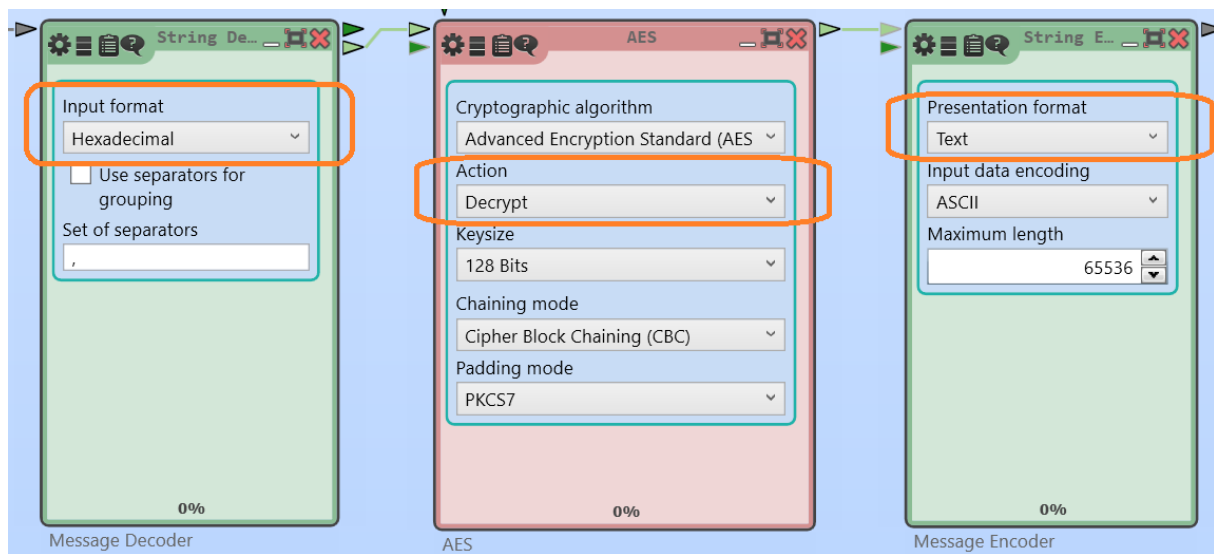 String De…
Input format
Hexadecimal
Use separators for
grouping
Set of separators
,
0%
Message Decoder
AES
Cryptographic algorithm
Advanced Encryption Standard (AES
Action
Decrypt
Keysize
128 Bits
Chaining mode
Cipher Block Chaining (CBC)
Padding mode
PKCS7
0%
AES
String E…
Presentation format
Text
Input data encoding
ASCII
Maximum length
65536
0%
Message Encoder